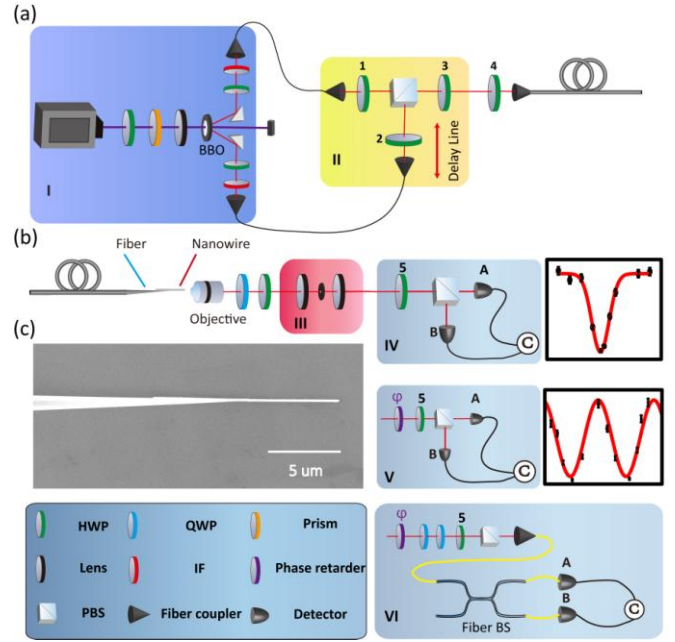 (a)
1
3
4
BBO
2
Delay Line
I
II
(b)
Fiber
Nanowire
Objective
III
5
A
B
C
IV
(c)
5 um
φ
5
A
B
C
V
HWP
QWP
Prism
Lens
IF
Phase retarder
PBS
Fiber coupler
Detector
φ
5
A
B
C
Fiber BS
VI